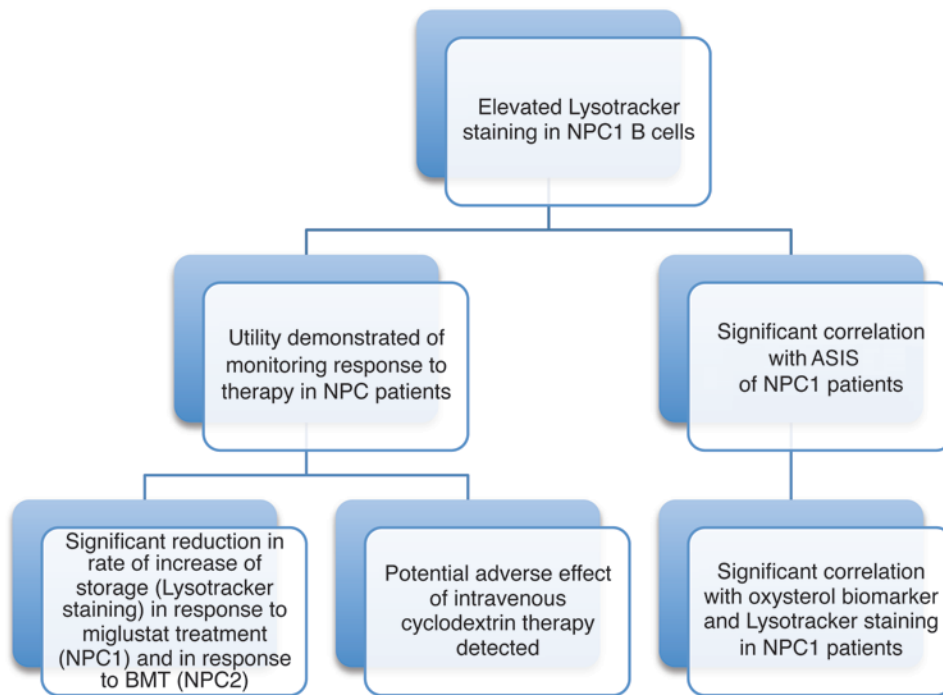 Elevated Lysotracker
staining in NPC1 B cells
Utility demonstrated of
monitoring response to
therapy in NPC patients
Significant correlation
with ASIS
of NPC1 patients
Significant reduction in
rate of increase of
storage (Lysotracker
staining) in response to
miglustat treatment
(NPC1) and in response
to BMT (NPC2)
Potential adverse effect
of intravenous
cyclodextrin therapy
detected
Significant correlation
with oxysterol biomarker
and Lysotracker staining
in NPC1 patients